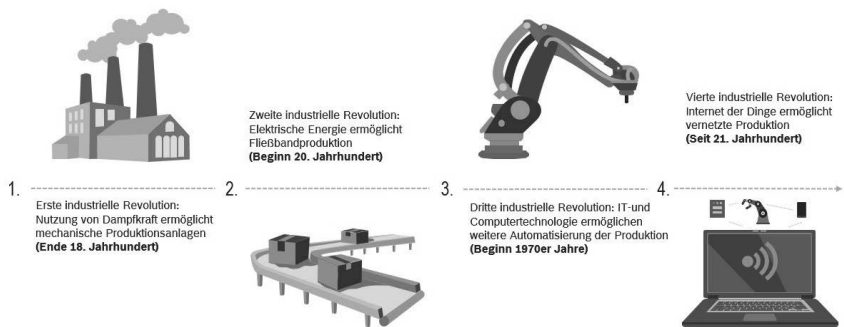 1.
Erste industrielle Revolution:
Nutzung von Dampfkraft ermöglicht
mechanische Produktionsanlagen
(Ende 18. Jahrhundert)
2.
Zweite industrielle Revolution:
Elektrische Energie ermöglicht
Fließbandproduktion
(Beginn 20. Jahrhundert)
3.
Dritte industrielle Revolution: IT-und
Computertechnologie ermöglichen
weitere Automatisierung der Produktion
(Beginn 1970er Jahre)
4.
Vierte industrielle Revolution:
Internet der Dinge ermöglicht
vernetzte Produktion
(Seit 21. Jahrhundert)